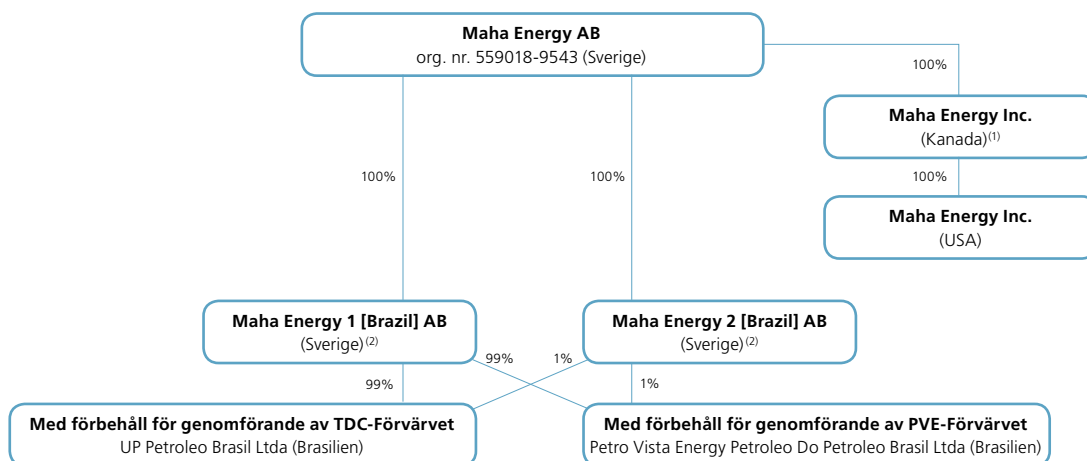 Maha Energy AB
org. nr. 559018-9543 (Sverige)
100%
Maha Energy Inc.
(Kanada)(1)
100%
100%
100%
Maha Energy Inc.
(USA)
Maha Energy 1 [Brazil] AB
(Sverige)(2)
Maha Energy 2 [Brazil] AB
(Sverige)(2)
99%
1%
99%
1%
Med förbehåll för genomförande av TDC-Förvärvet
UP Petroleo Brasil Ltda (Brasilien)
Med förbehåll för genomförande av PVE-Förvärvet
Petro Vista Energy Petroleo Do Petroleo Brasil Ltda (Brasilien)